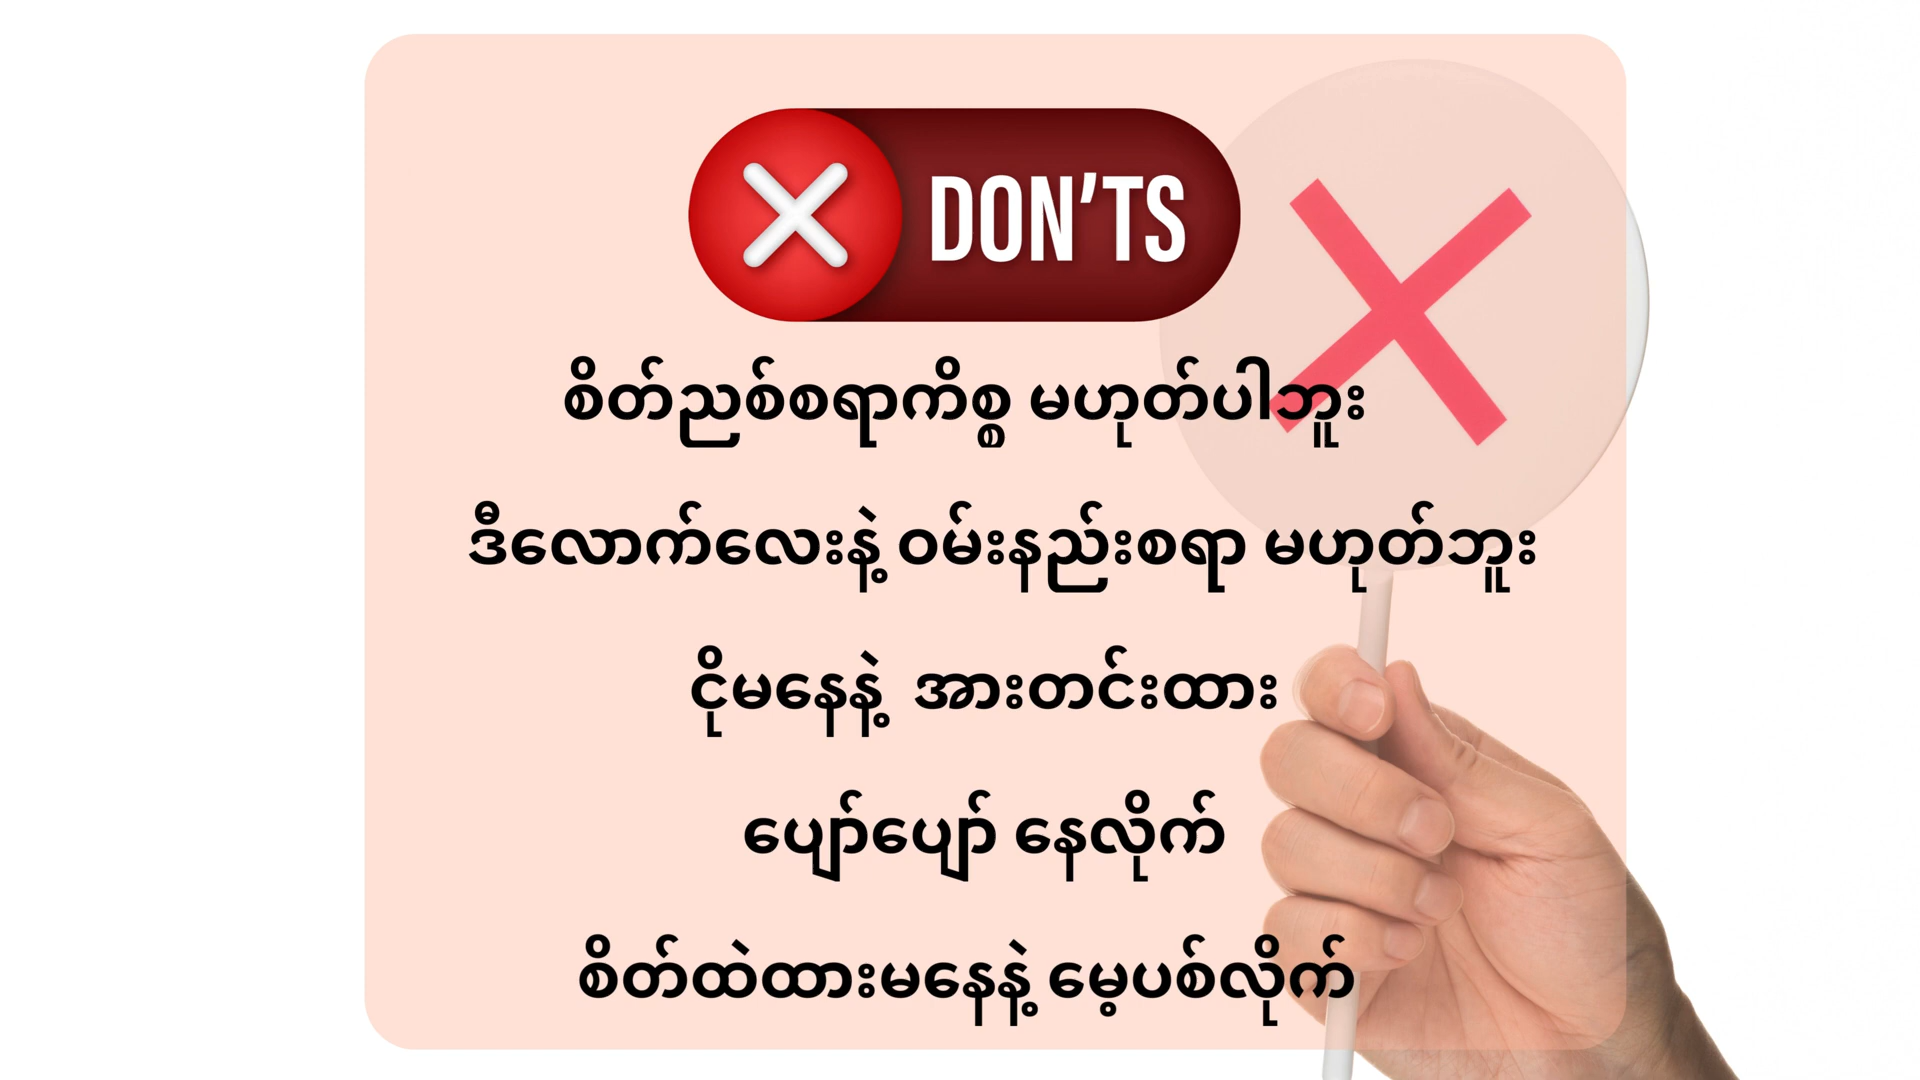 DON'TS
စိတ်ညစ်စရာကိစ္စ မဟုတ်ပါဘူး
ဒီလောက်လေးနဲ့ ဝမ်းနည်းစရာ မဟုတ်ဘူး
ငိုမနေနဲ့ အားတင်းထား
ပျော်ပျော် နေလိုက်
စိတ်ထဲထားမနေနဲ့ မေ့ပစ်လိုက်